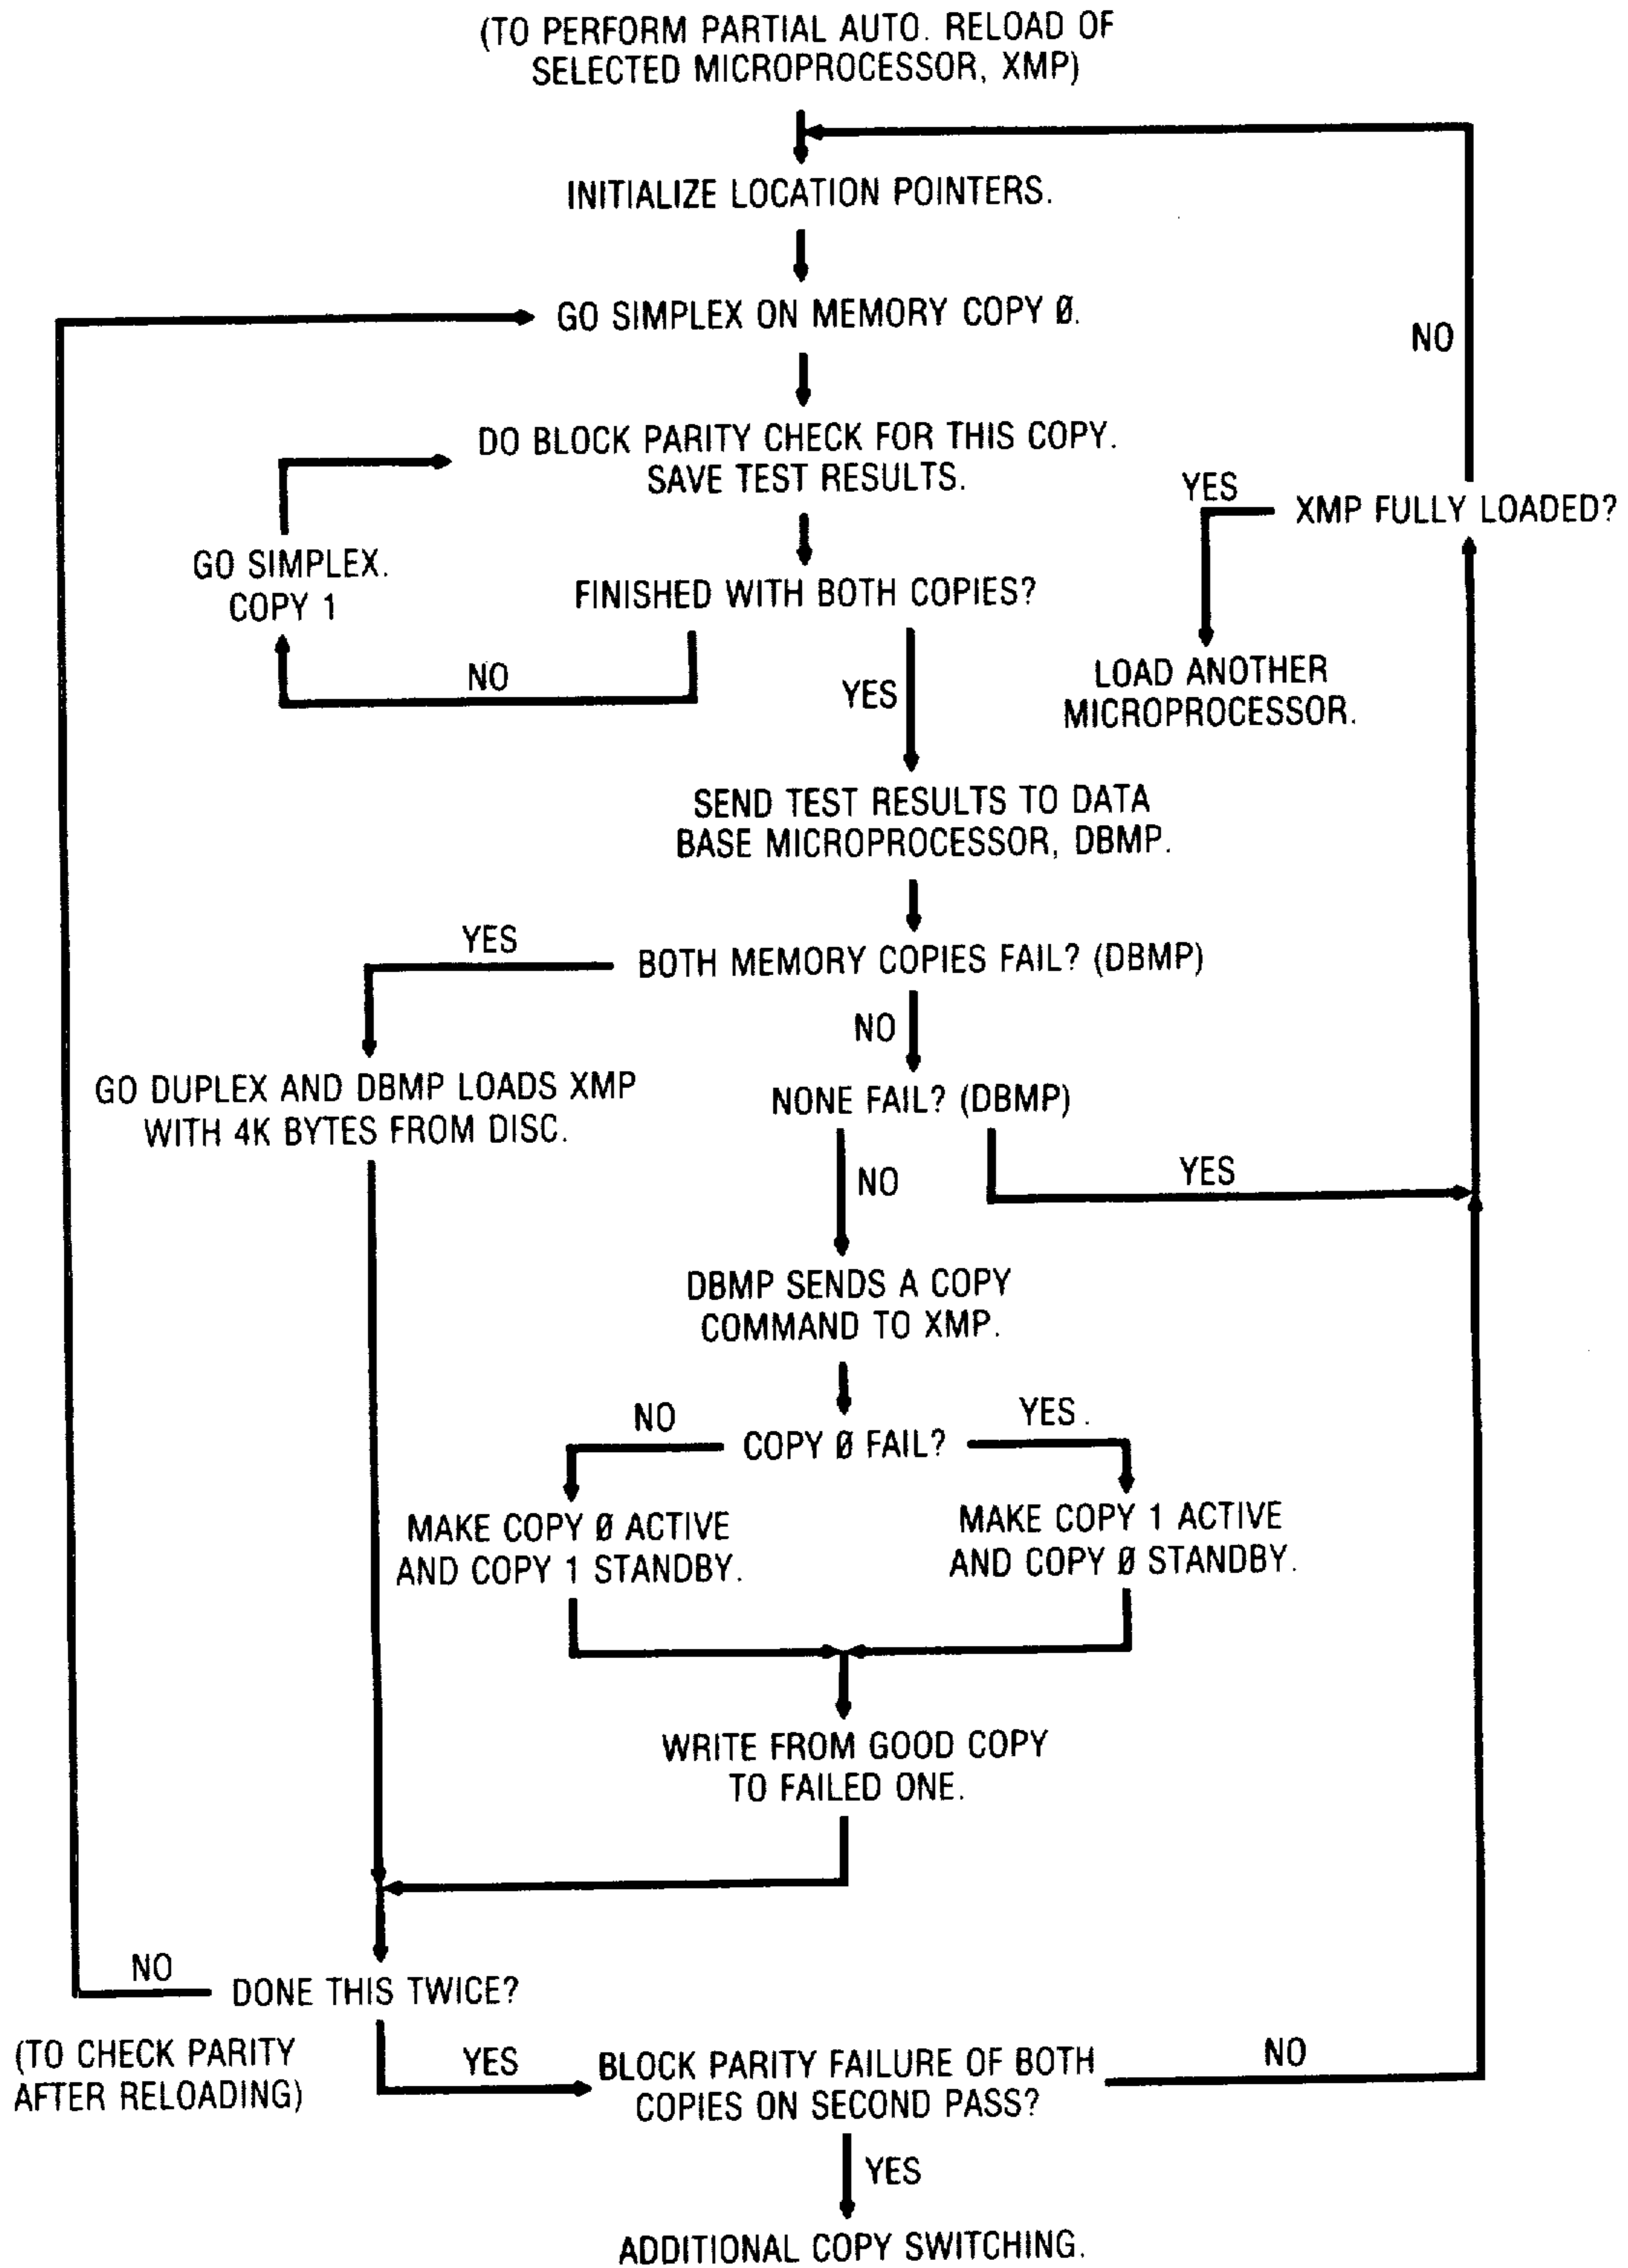 (TO PERFORM PARTIAL AUTO. RELOAD OF
SELECTED MICROPROCESSOR, XMP)
INITIALIZE LOCATION POINTERS.
GO SIMPLEX ON MEMORY COPY Ø.
NO
DO BLOCK PARITY CHECK FOR THIS COPY.
SAVE TEST RESULTS.
YES
XMP FULLY LOADED?
GO SIMPLEX.
COPY 1
FINISHED WITH BOTH COPIES?
NO
YES
LOAD ANOTHER
MICROPROCESSOR.
SEND TEST RESULTS TO DATA
BASE MICROPROCESSOR, DBMP.
YES
BOTH MEMORY COPIES FAIL? (DBMP)
NO
GO DUPLEX AND DBMP LOADS XMP
WITH 4K BYTES FROM DISC.
NONE FAIL? (DBMP)
NO
YES
DBMP SENDS A COPY
COMMAND TO XMP.
NO
COPY Ø FAIL?
YES.
MAKE COPY Ø ACTIVE
AND COPY 1 STANDBY.
MAKE COPY 1 ACTIVE
AND COPY Ø STANDBY.
WRITE FROM GOOD COPY
TO FAILED ONE.
NO
DONE THIS TWICE?
(TO CHECK PARITY
AFTER RELOADING)
YES
BLOCK PARITY FAILURE OF BOTH
COPIES ON SECOND PASS?
NO
YES
ADDITIONAL COPY SWITCHING.